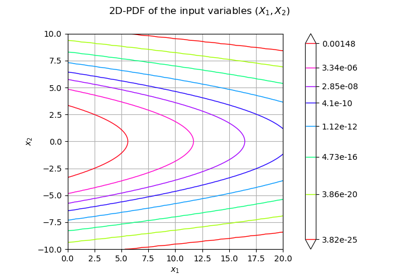 2D-PDF of the input variables (X₁, X₂)
10.0
7.5
5.0
2.5
0.0
−2.5
−5.0
−7.5
−10.0
x₂
0.0 2.5 5.0 7.5 10.0 12.5 15.0 17.5 20.0
x₁
0.00148
3.34e-06
2.85e-08
4.1e-10
1.12e-12
4.73e-16
3.86e-20
3.82e-25